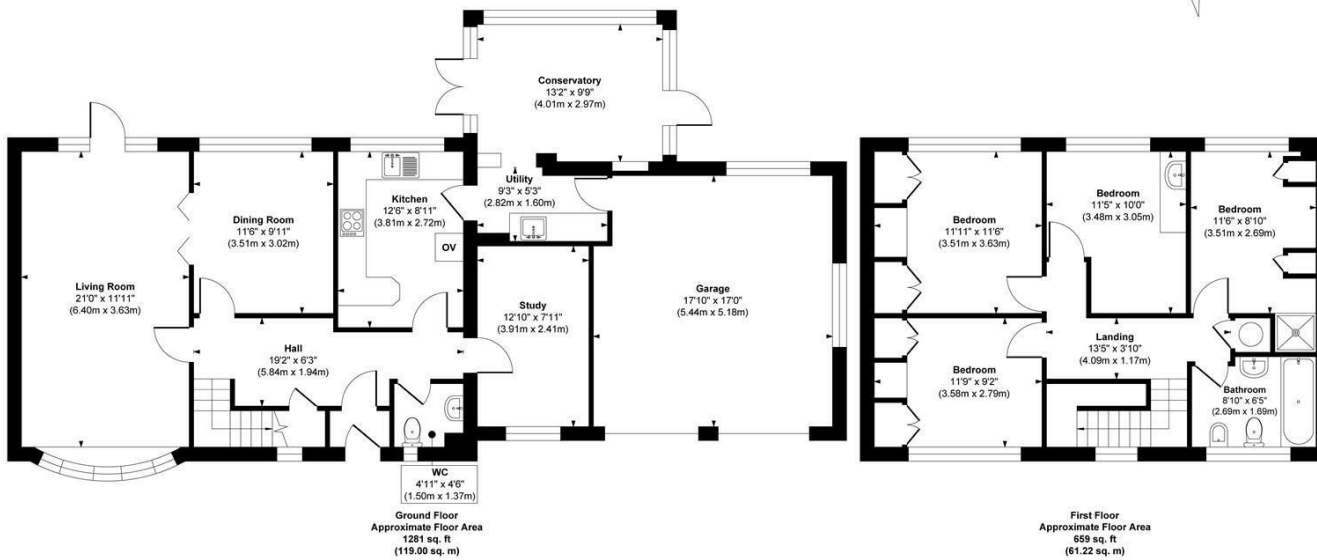 Conservatory
13'2" x 9'9"
(4.01m x 2.97m)
Utility
9'3" x 5'3"
(2.82m x 1.60m)
Kitchen
12'6" x 8'11"
(3.81m x 2.72m)
OV
Dining Room
11'6" x 9'11"
(3.51m x 3.02m)
Living Room
21'0" x 11'11"
(6.40m x 3.63m)
Study
12'10" x 7'11"
(3.91m x 2.41m)
Garage
17'10" x 17'0"
(5.44m x 5.18m)
Hall
19'2" x 6'3"
(5.84m x 1.94m)
WC
4'11" x 4'6"
(1.50m x 1.37m)
Ground Floor
Approximate Floor Area
1281 sq. ft
(119.00 sq. m)
Bedroom
11'11" x 11'6"
(3.51m x 3.63m)
Bedroom
11'5" x 10'0"
(3.48m x 3.05m)
Bedroom
11'6" x 8'10"
(3.51m x 2.69m)
Landing
13'5" x 3'10"
(4.09m x 1.17m)
Bedroom
11'9" x 9'2"
(3.58m x 2.79m)
Bathroom
8'10" x 6'5"
(2.69m x 1.69m)
First Floor
Approximate Floor Area
659 sq. ft
(61.22 sq. m)